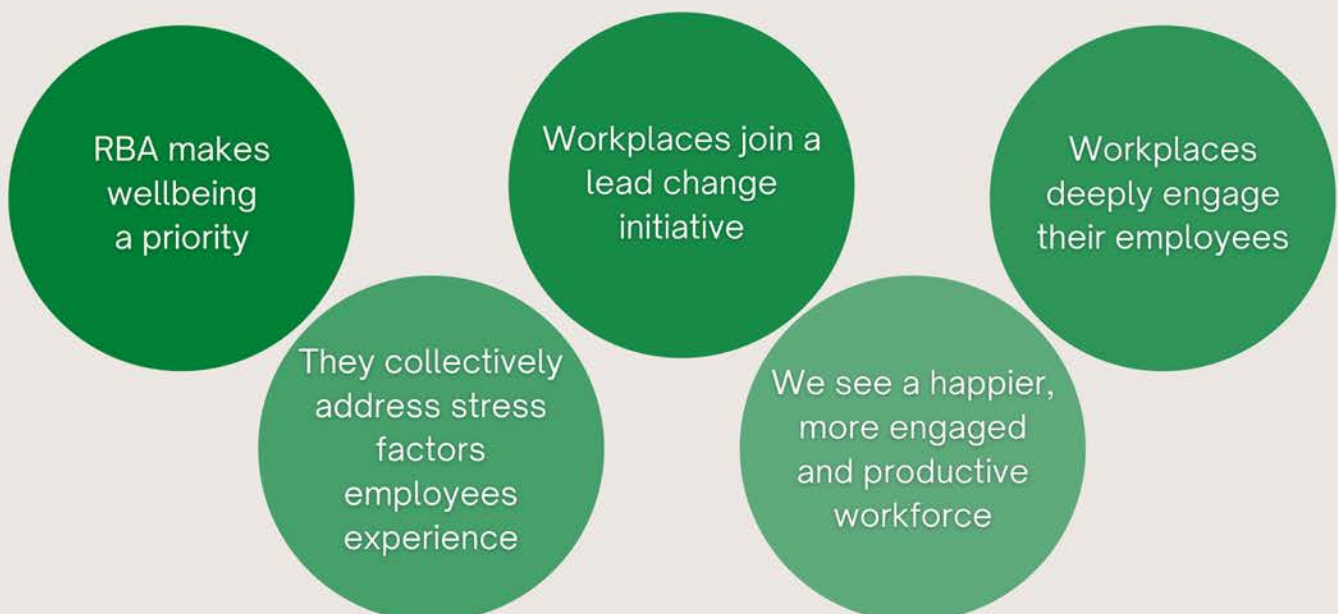 RBA makes
wellbeing
a priority
Workplaces join a
lead change
initiative
Workplaces
deeply engage
their employees
They collectively
address stress
factors
employees
experience
We see a happier,
more engaged
and productive
workforce